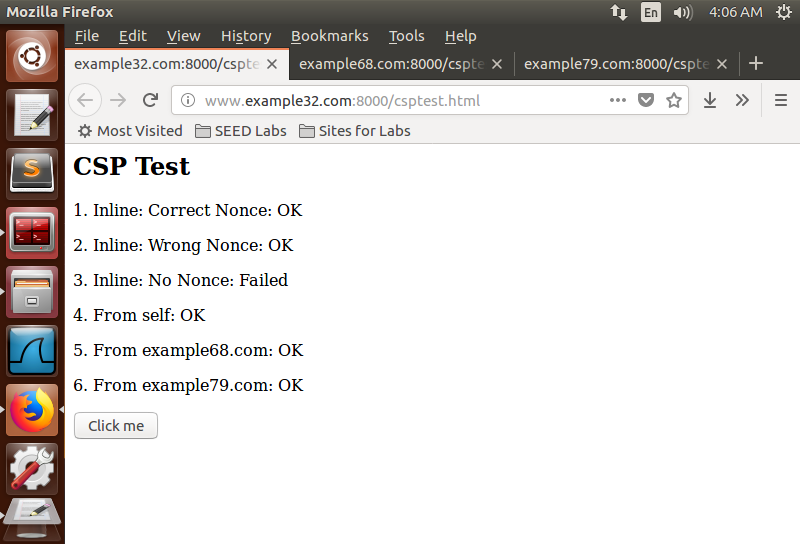 Mozilla Firefox En 4:06 AM
File Edit View History Bookmarks Tools Help
example32.com:8000/cspte example68.com:8000/cspte example79.com:8000/cspte
www.example32.com:8000/csptest.html
Most Visited SEED Labs Sites for Labs
CSP Test
1. Inline: Correct Nonce: OK
2. Inline: Wrong Nonce: OK
3. Inline: No Nonce: Failed
4. From self: OK
5. From example68.com: OK
6. From example79.com: OK
Click me